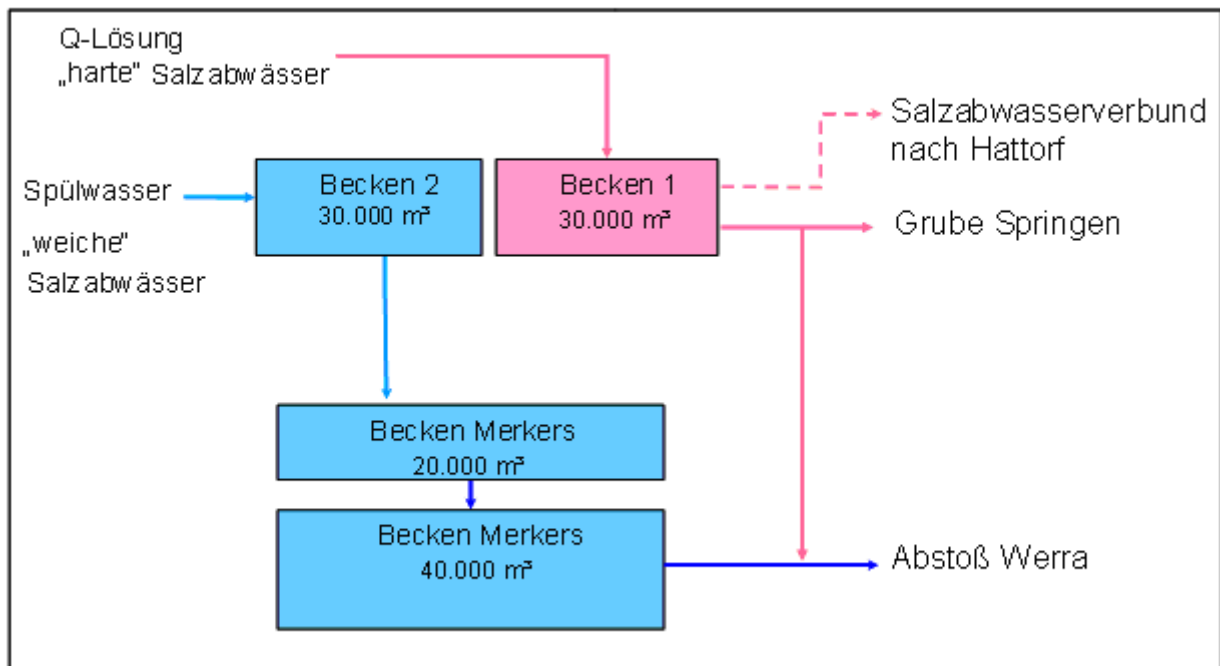 Q-Lösung
„harte" Salzabwässer
Salzabwasserverbund
nach Hattorf
Becken 2
30.000 m³
Becken 1
30.000 m³
Spülwasser
Grube Springen
„weiche"
Salzabwässer
Becken Merkers
20.000 m³
Becken Merkers
40.000 m³
Abstoß Werra